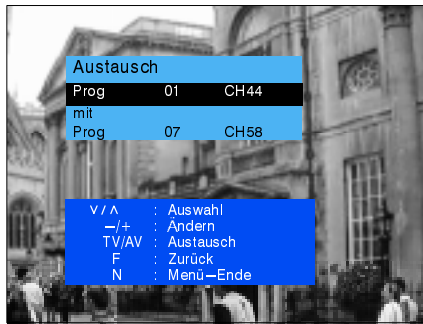 Austausch
Prog 01 CH44
mit
Prog 07 CH58
∨/∧ : Auswahl
–/+ : Ändern
TV/AV : Austausch
F : Zurück
N : Menü–Ende